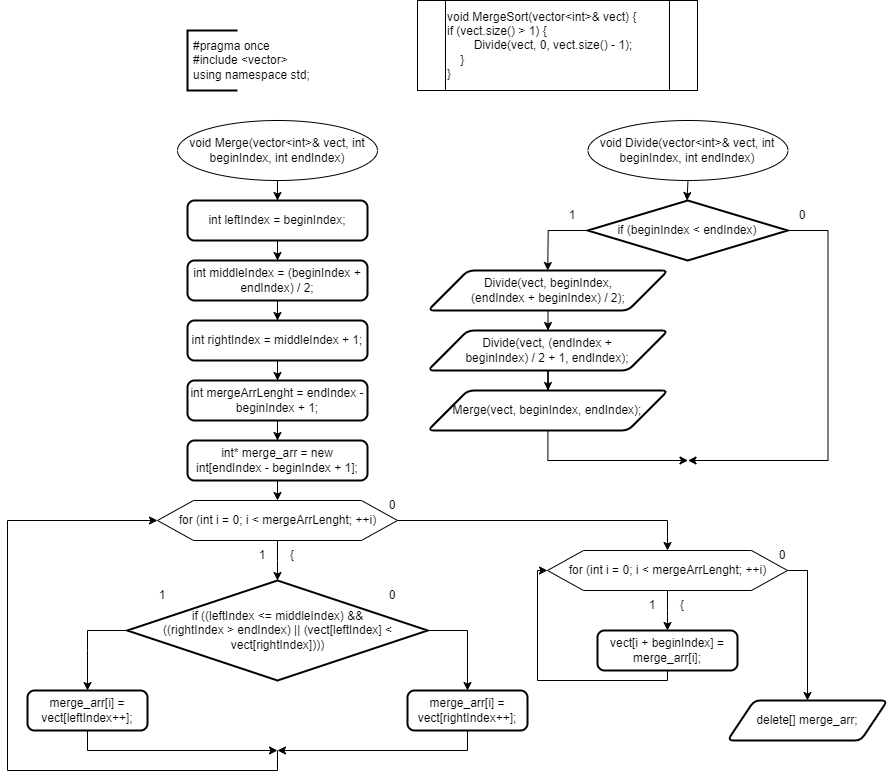 #pragma once
#include <vector>
using namespace std;
void MergeSort(vector<int>& vect) {
if (vect.size() > 1) {
Divide(vect, 0, vect.size() - 1);
}
}
void Merge(vector<int>& vect, int
beginIndex, int endIndex)
int leftIndex = beginIndex;
int middleIndex = (beginIndex +
endIndex) / 2;
int rightIndex = middleIndex + 1;
int mergeArrLenght = endIndex -
beginIndex + 1;
int* merge_arr = new
int[endIndex - beginIndex + 1];
for (int i = 0; i < mergeArrLenght; ++i)
0
1 {
if ((leftIndex <= middleIndex) &&
((rightIndex > endIndex) || (vect[leftIndex] <
vect[rightIndex])))
1
0
merge_arr[i] =
vect[leftIndex++];
merge_arr[i] =
vect[rightIndex++];
void Divide(vector<int>& vect, int
beginIndex, int endIndex)
if (beginIndex < endIndex)
1
0
Divide(vect, beginIndex,
(endIndex + beginIndex) / 2);
Divide(vect, (endIndex +
beginIndex) / 2 + 1, endIndex);
Merge(vect, beginIndex, endIndex);
for (int i = 0; i < mergeArrLenght; ++i)
0
1 {
vect[i + beginIndex] =
merge_arr[i];
delete[] merge_arr;